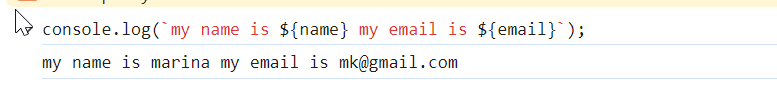 console.log(`my name is ${name} my email is ${email}`);
my name is marina my email is mk@gmail.com